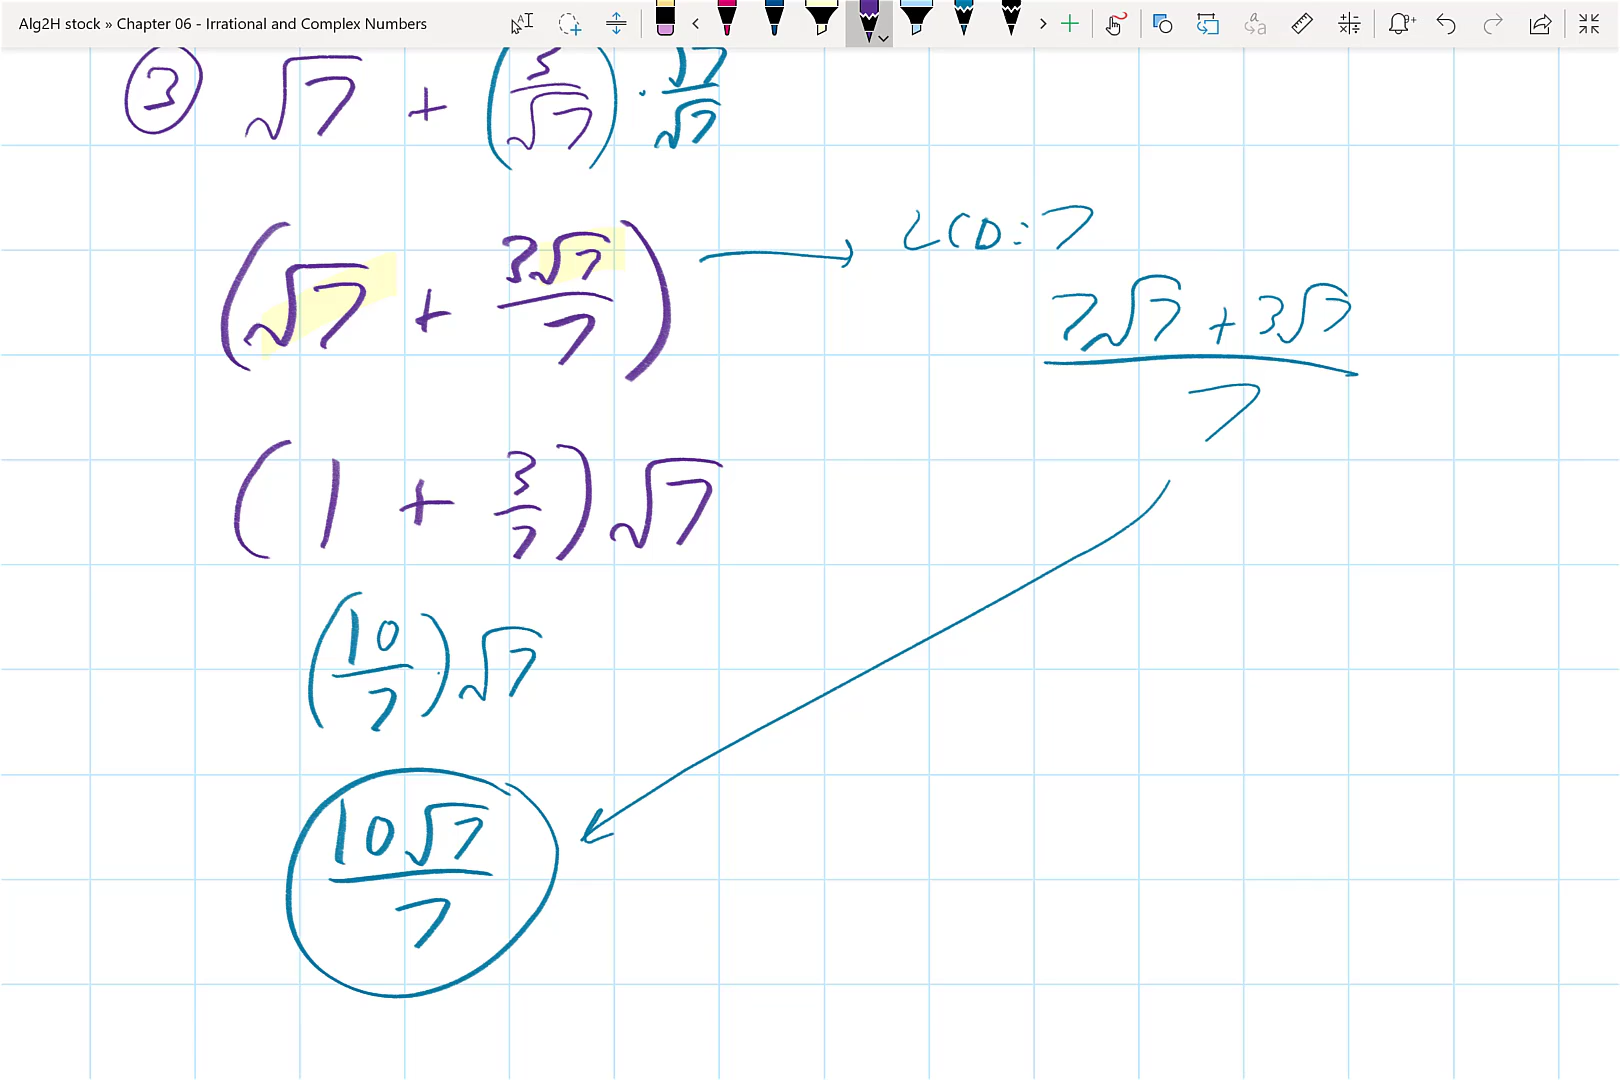 Alg2H stock » Chapter 06 - Irrational and Complex Numbers
③ √7 + (3/√7) · √7/√7
(√7 + 3√7/7) → LCD: 7
(7√7 + 3√7)/7
(1 + 3/7)√7
(10/7)√7
10√7/7